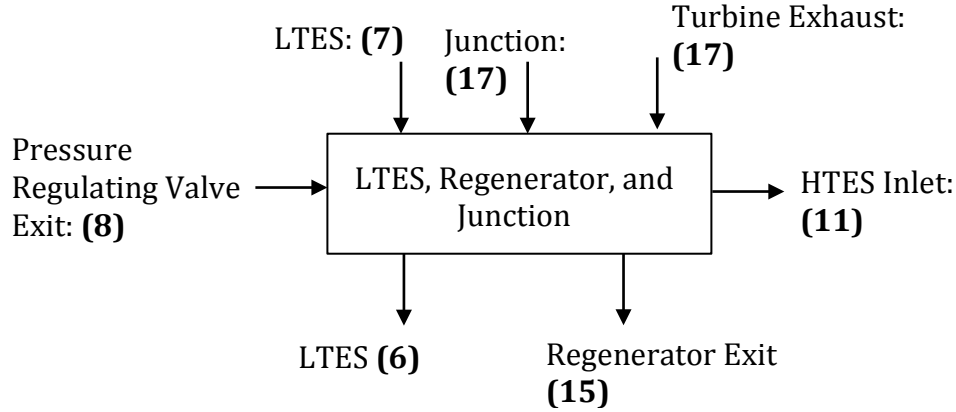 LTES: (7)
Junction:
(17)
Turbine Exhaust:
(17)
Pressure
Regulating Valve
Exit: (8)
LTES, Regenerator, and
Junction
HTES Inlet:
(11)
LTES (6)
Regenerator Exit
(15)